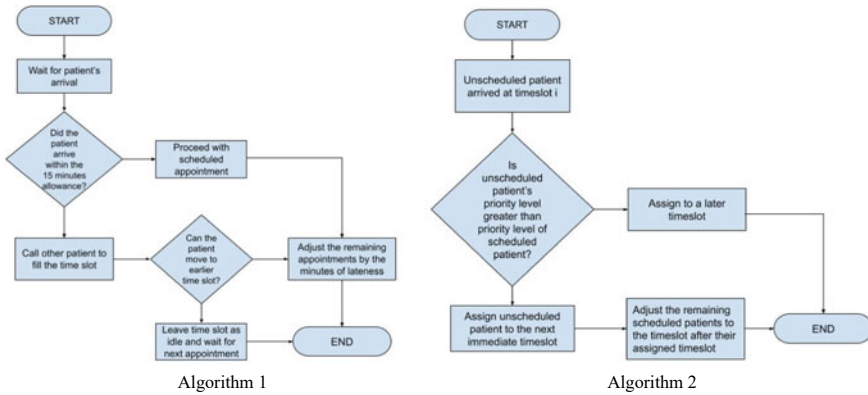 START
Wait for patient's
arrival
Did the
patient
arrive
within the
15 minutes
allowance?
Proceed with
scheduled
appointment
Call other patient to
fill the time slot
Can the
patient
move to
earlier
time slot?
Adjust the remaining
appointments by the
minutes of lateness
Leave time slot as
idle and wait for
next appointment
END
Algorithm 1
START
Unscheduled patient
arrived at timeslot i
Is
unscheduled
patient's
priority level
greater than
priority level of
scheduled
patient?
Assign to a later
timeslot
Assign unscheduled
patient to the next
immediate timeslot
Adjust the remaining
scheduled patients to
the timeslot after their
assigned timeslot
END
Algorithm 2